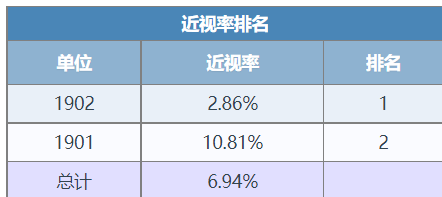 近视率排名
单位 近视率 排名
1902 2.86% 1
1901 10.81% 2
总计 6.94%